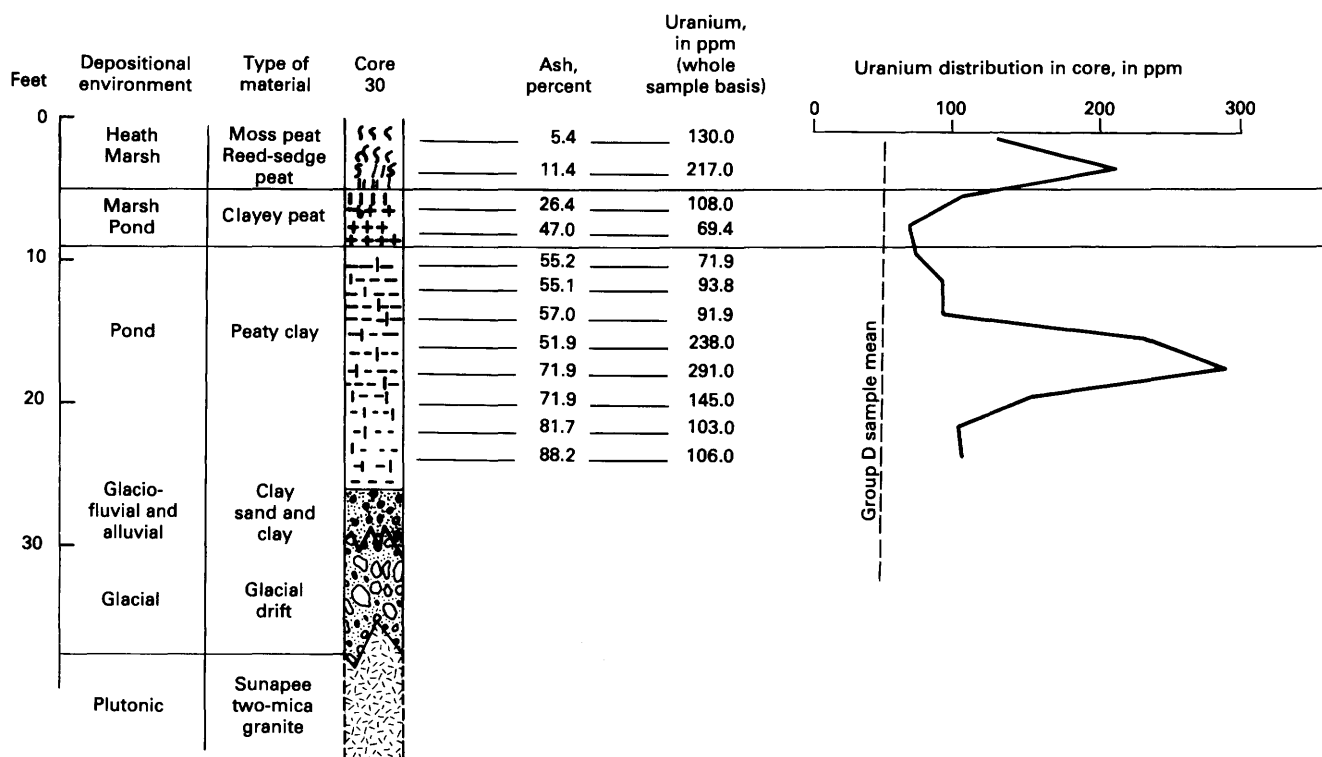 Feet
Depositional
environment
Type of
material
Core
30
Ash,
percent
Uranium,
in ppm
(whole
sample basis)
Uranium distribution in core, in ppm
0
100
200
300
0
10
20
30
Heath
Marsh
Moss peat
Reed-sedge
peat
Marsh
Pond
Clayey peat
Pond
Peaty clay
Glacio-
fluvial and
alluvial
Clay
sand and
clay
Glacial
Glacial
drift
Plutonic
Sunapee
two-mica
granite
5.4 130.0
11.4 217.0
26.4 108.0
47.0 69.4
55.2 71.9
55.1 93.8
57.0 91.9
51.9 238.0
71.9 291.0
71.9 145.0
81.7 103.0
88.2 106.0
Group D sample mean